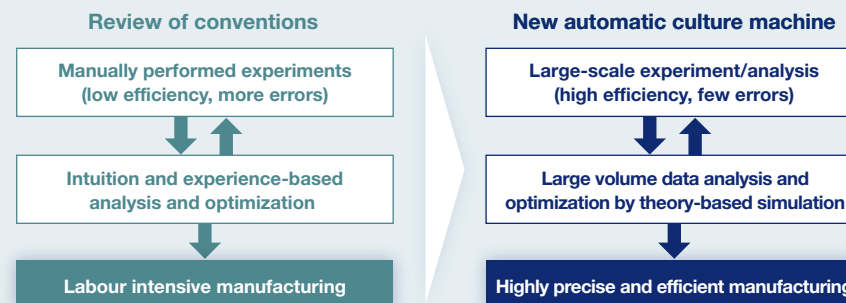 Review of conventions
Manually performed experiments
(low efficiency, more errors)
Intuition and experience-based
analysis and optimization
Labour intensive manufacturing
New automatic culture machine
Large-scale experiment/analysis
(high efficiency, few errors)
Large volume data analysis and
optimization by theory-based simulation
Highly precise and efficient manufacturing